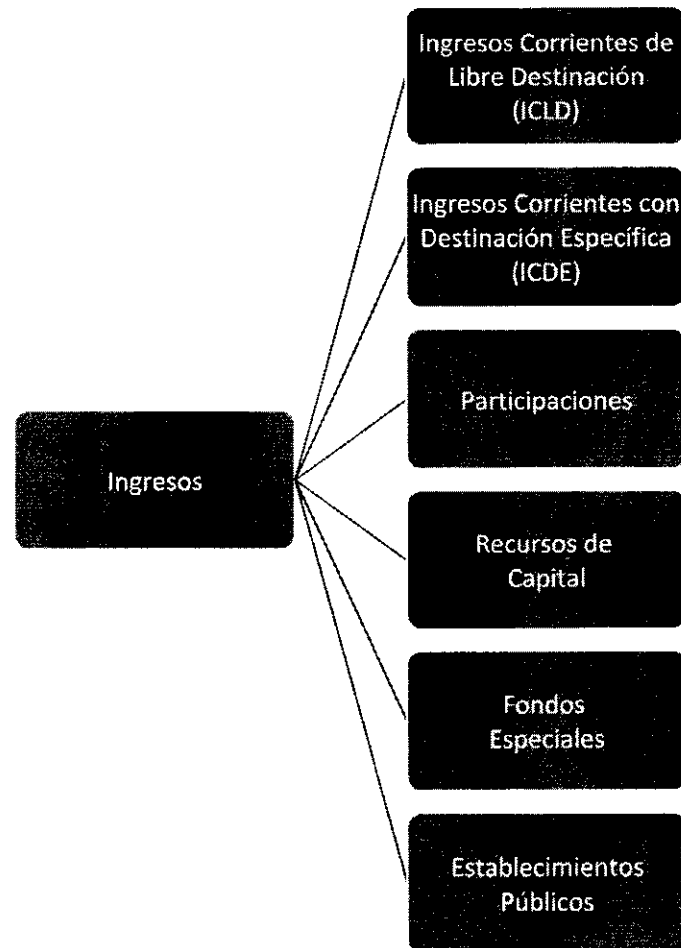 Ingresos
Ingresos Corrientes de
Libre Destinación
(ICLD)
Ingresos Corrientes con
Destinación Específica
(ICDE)
Participaciones
Recursos de
Capital
Fondos
Especiales
Establecimientos
Públicos